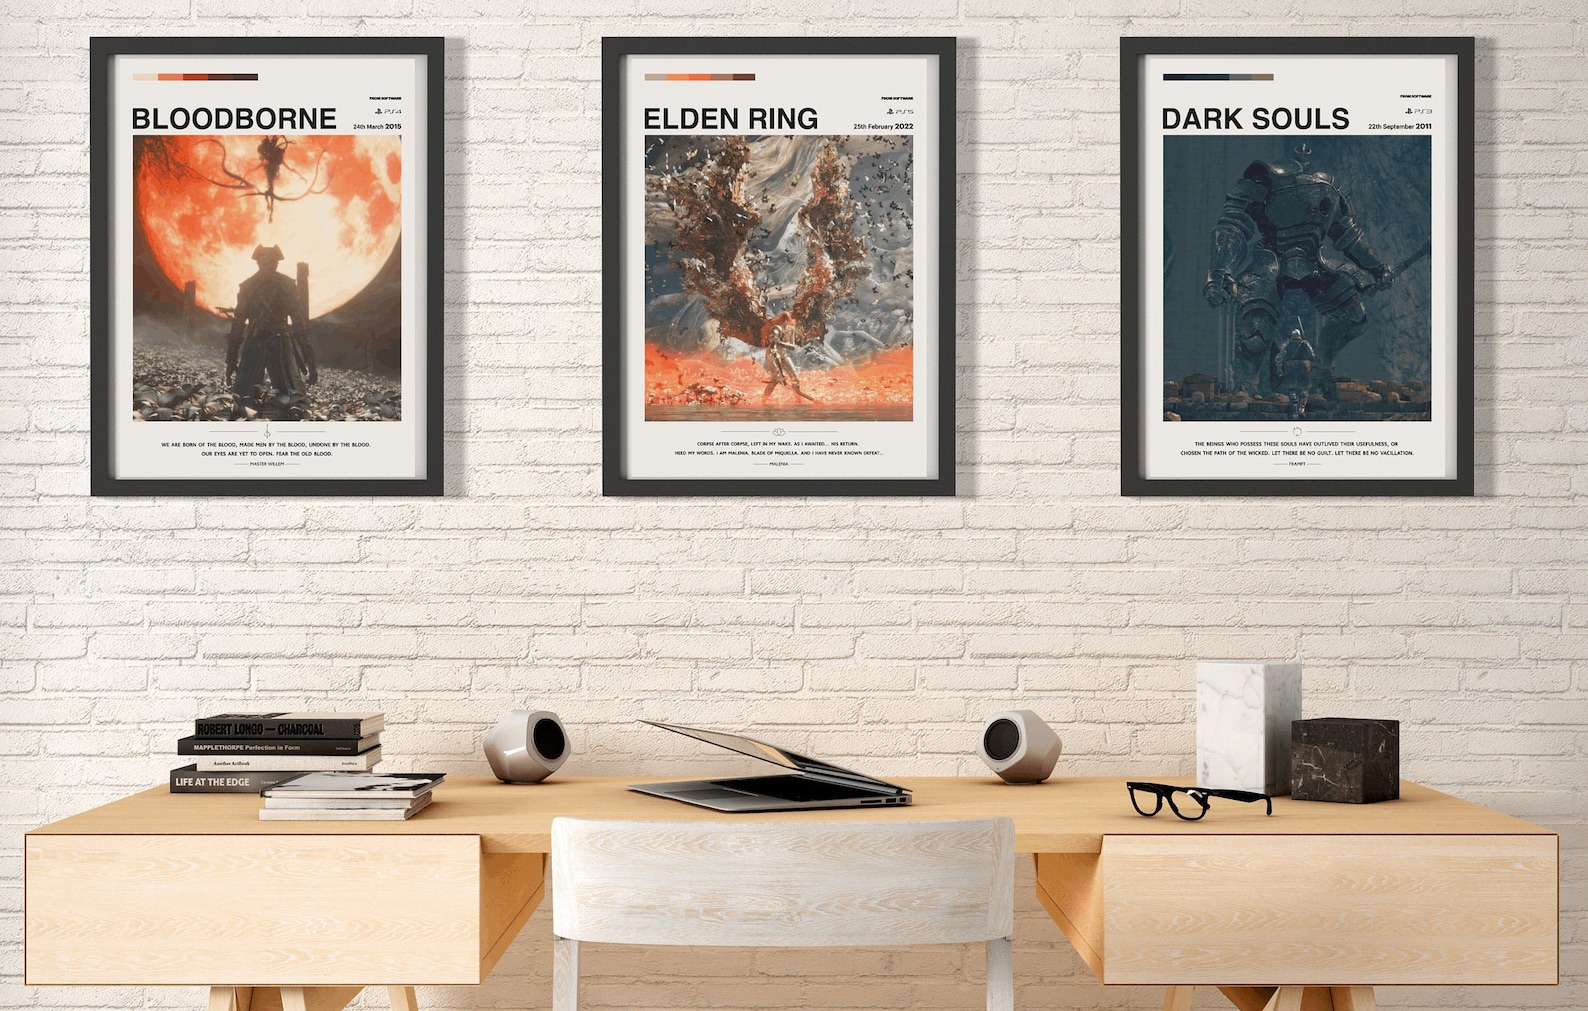 FROM SOFTWARE
PS4
BLOODBORNE
24th March 2015
WE ARE BORN OF THE BLOOD, MADE MEN BY THE BLOOD, UNDONE BY THE BLOOD.
OUR EYES ARE YET TO OPEN. FEAR THE OLD BLOOD.
MASTER WILLEM
FROM SOFTWARE
PS5
ELDEN RING
25th February 2022
CORPSE AFTER CORPSE, LEFT IN MY WAKE. AS I AWAITED... HIS RETURN.
HEED MY WORDS. I AM MALENIA. BLADE OF MIQUELLA. AND I HAVE NEVER KNOWN DEFEAT...
MALENIA
FROM SOFTWARE
PS3
DARK SOULS
22th September 2011
THE BEINGS WHO POSSESS THESE SOULS HAVE OUTLIVED THEIR USEFULNESS, OR
CHOSEN THE PATH OF THE WICKED. LET THERE BE NO GUILT. LET THERE BE NO VACILLATION.
FRAMPT
ROBERT LONGO — CHARCOAL
MAPPLETHORPE Perfection in Form
Another Artbook
LIFE AT THE EDGE